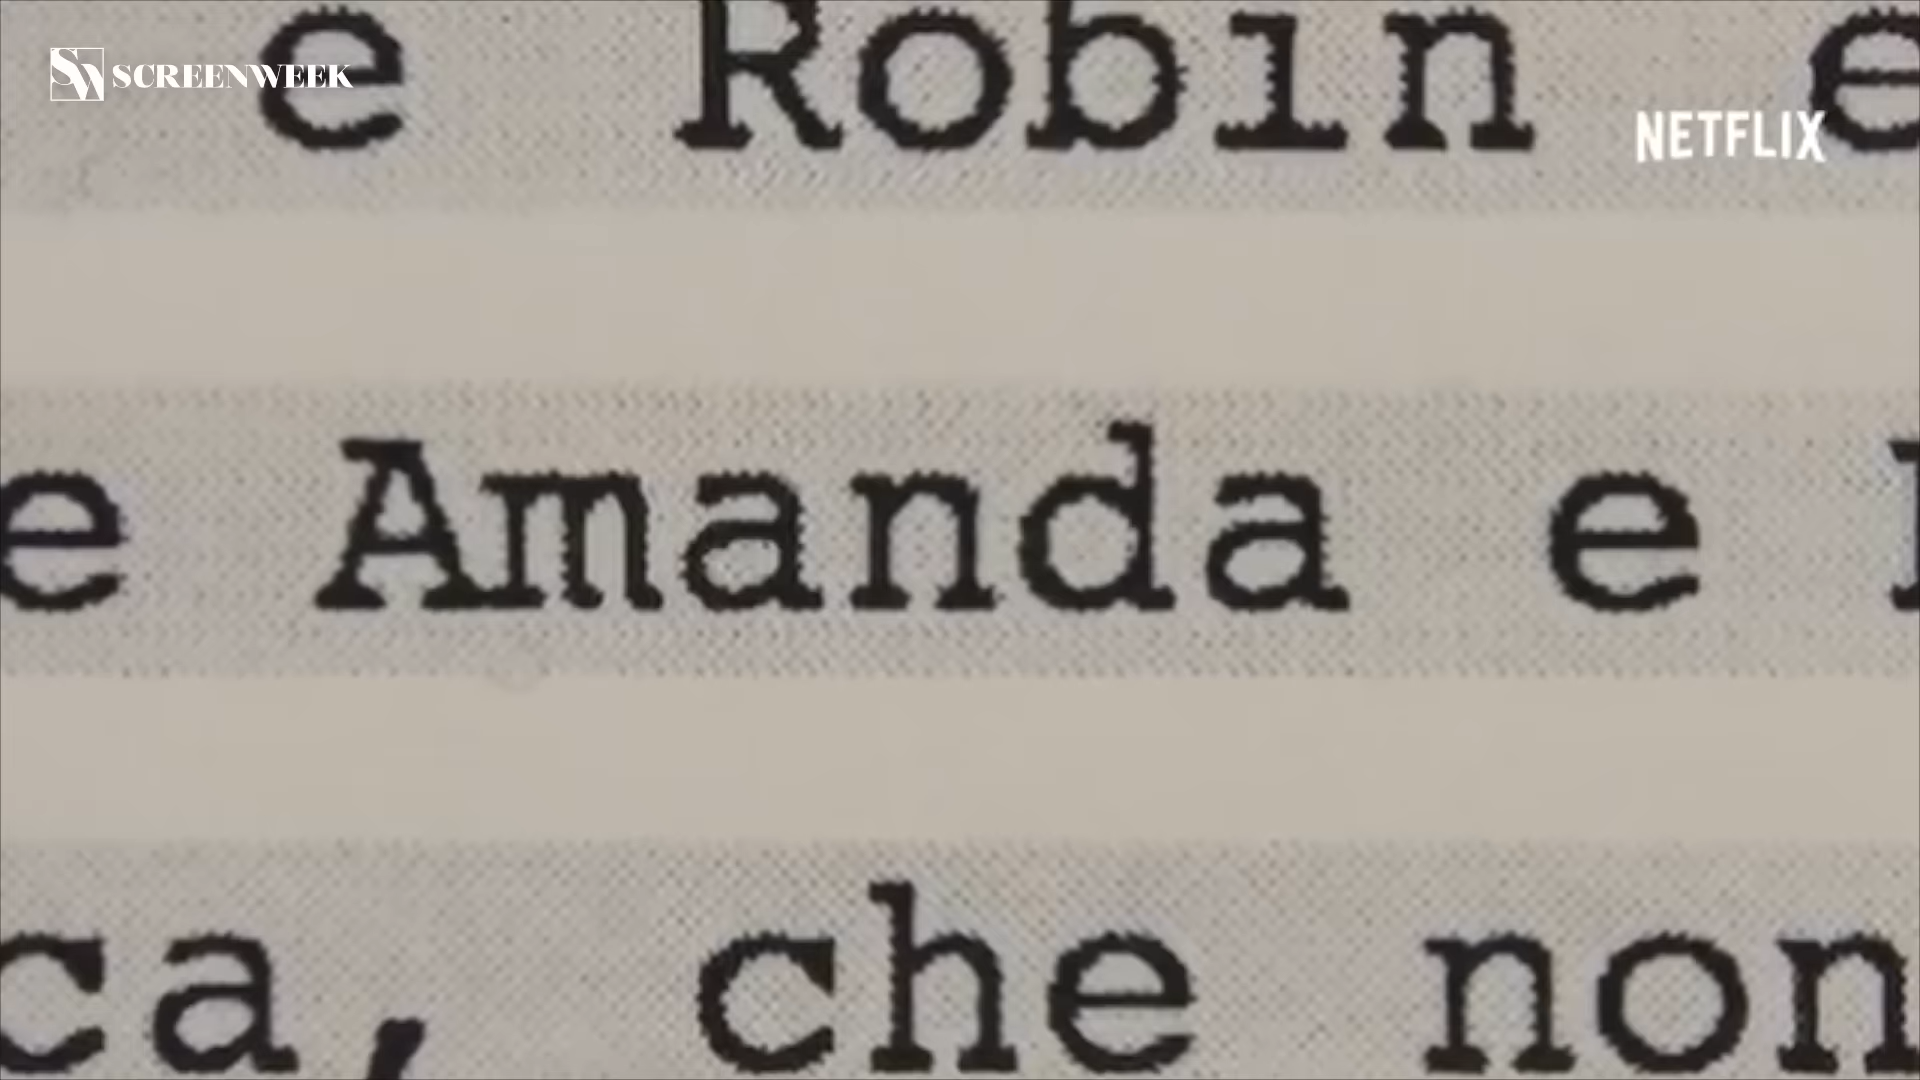 SCREENWEEK
NETFLIX
e Robin e
e Amanda e
ca, che non